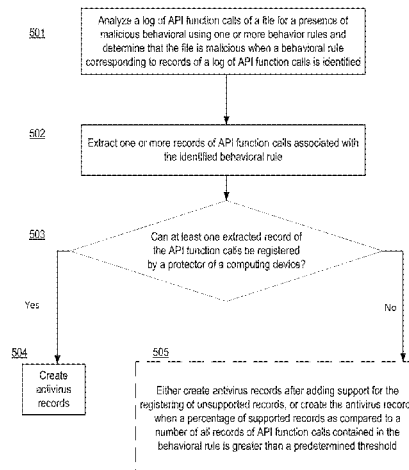 501
Analyze a log of API function calls of a file for a presence of
malicious behavioral using one or more behavior rules and
determine that the file is malicious when a behavioral rule
corresponding to records of a log of API function calls is identified
502
Extract one or more records of API function calls associated with
the identified behavioral rule
503
Can at least one extracted record of
the API function calls be registered
by a protector of a computing device?
Yes
No
504
Create
antivirus
records
505
Either create antivirus records after adding support for the
registering of unsupported records, or create the antivirus record
when a percentage of supported records as compared to a
number of all records of API function calls contained in the
behavioral rule is greater than a predetermined threshold